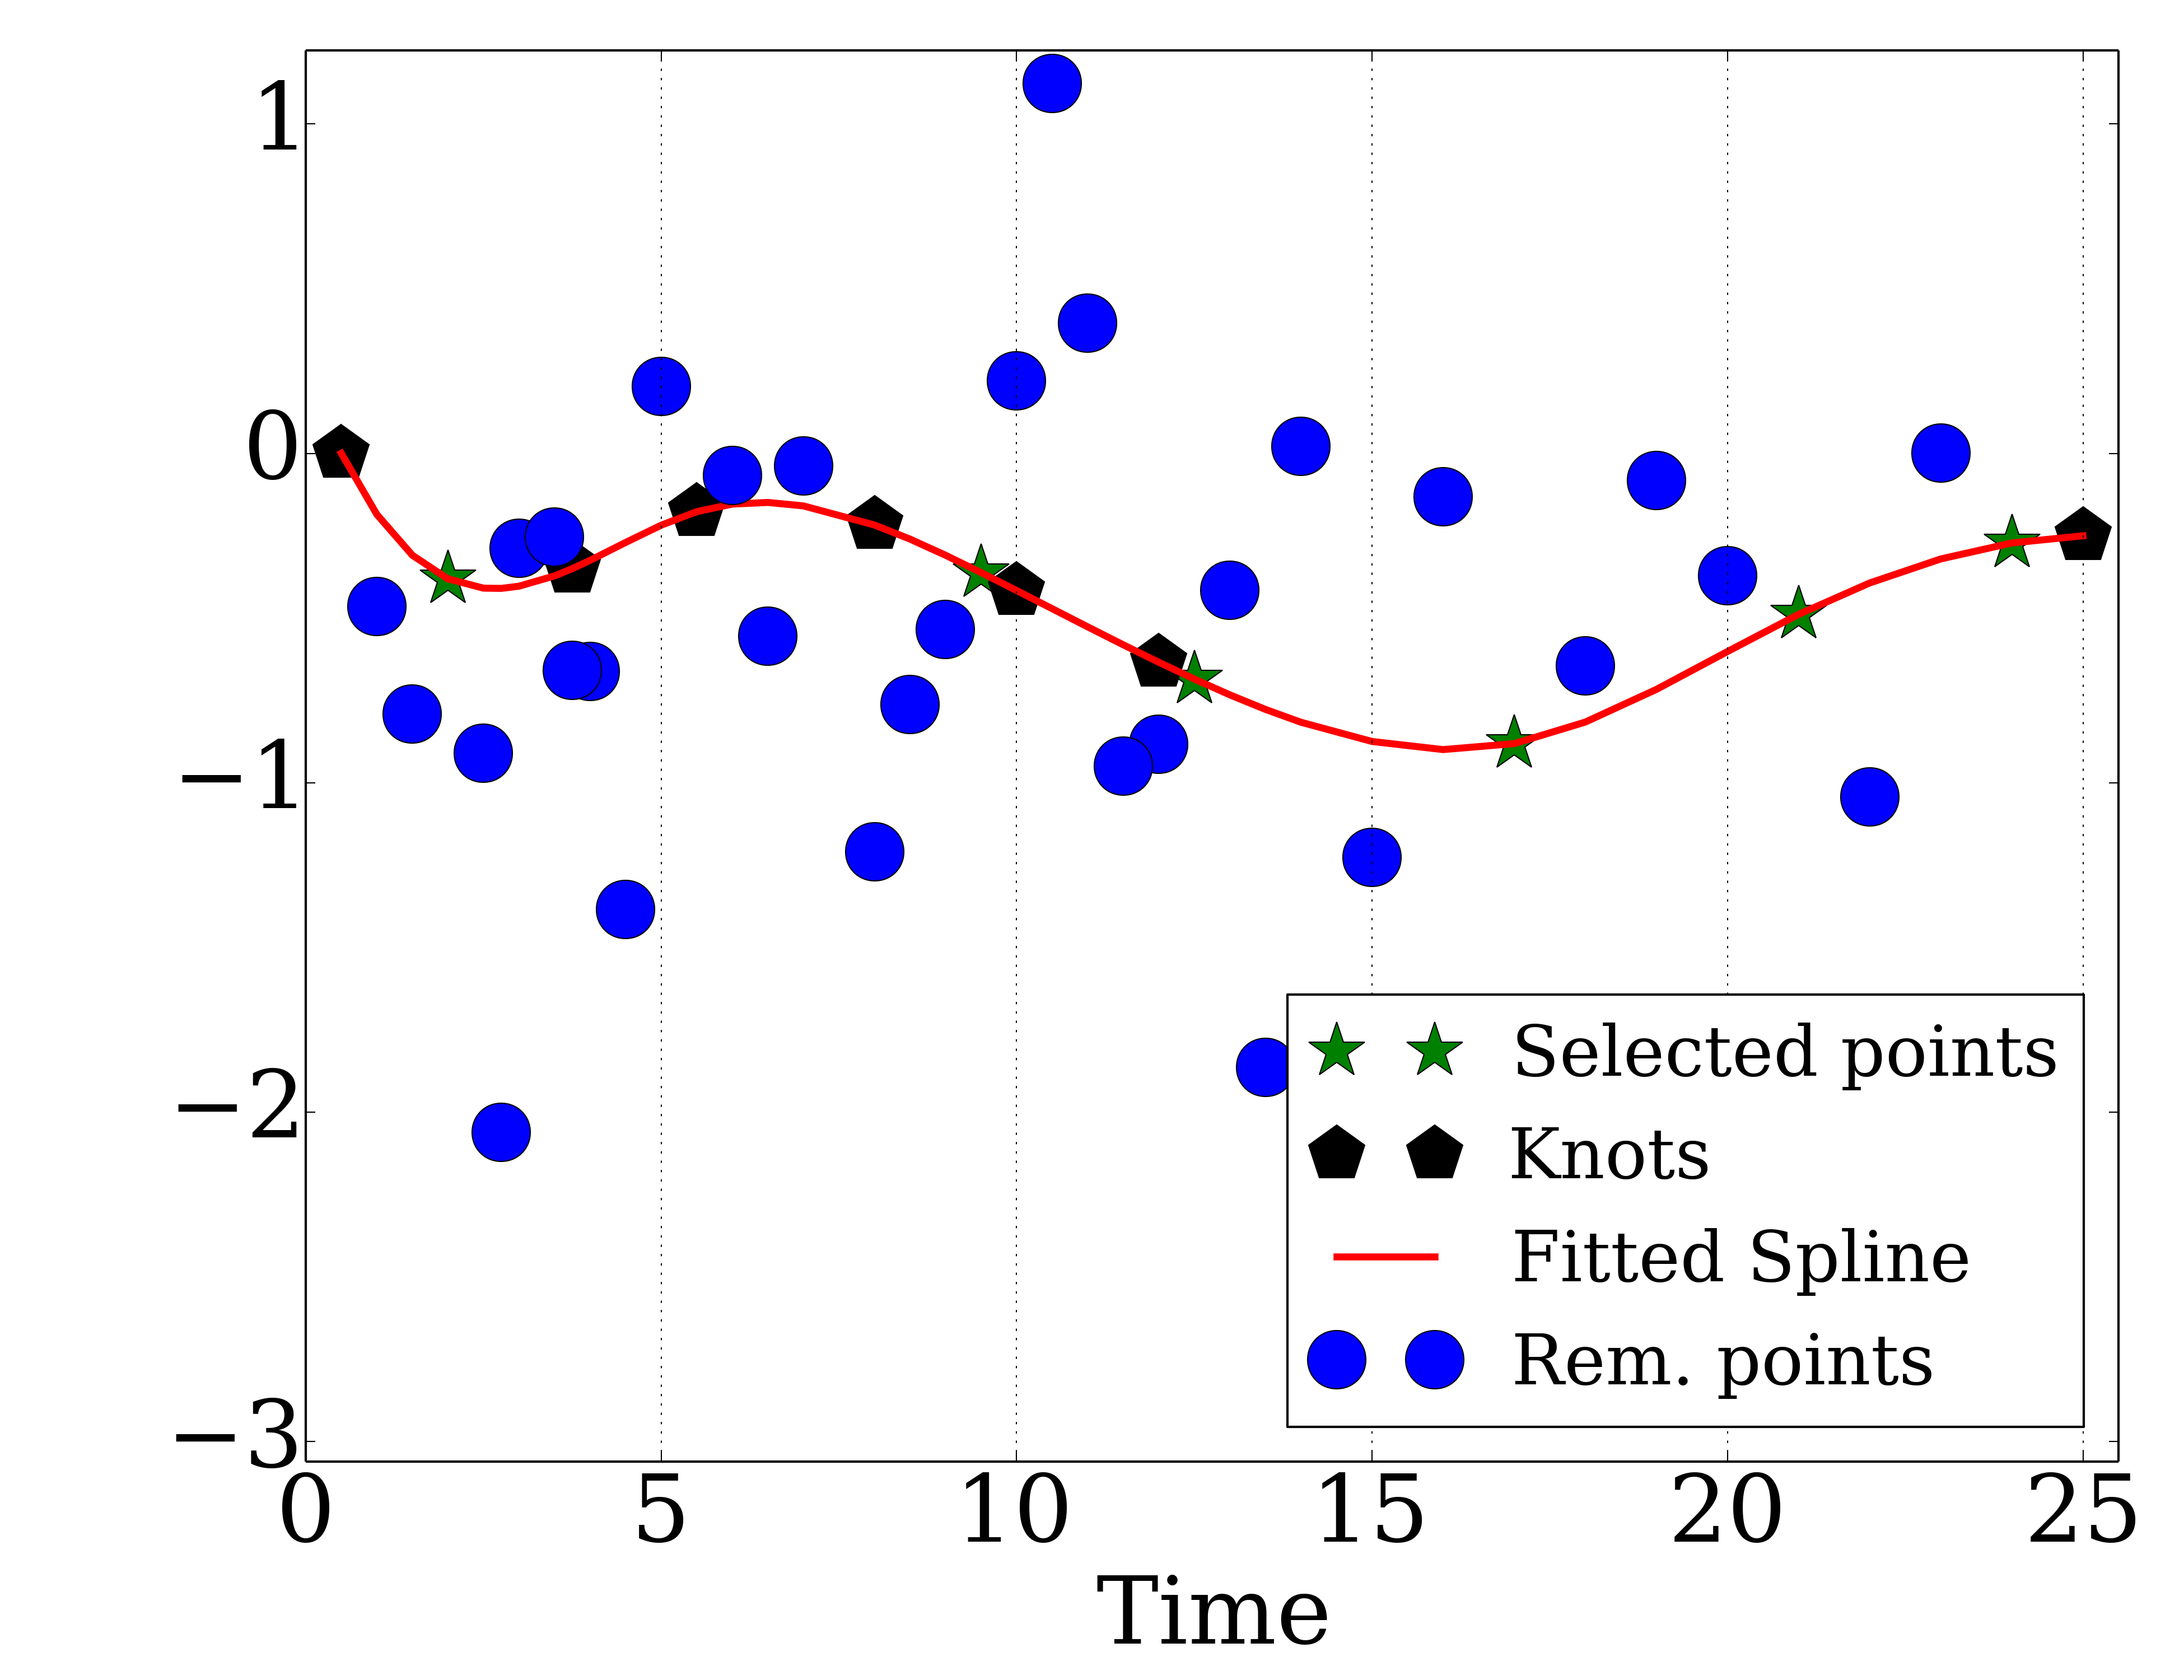 1
0
−1
−2
−3
0 5 10 15 20 25
Time
Selected points
Knots
Fitted Spline
Rem. points